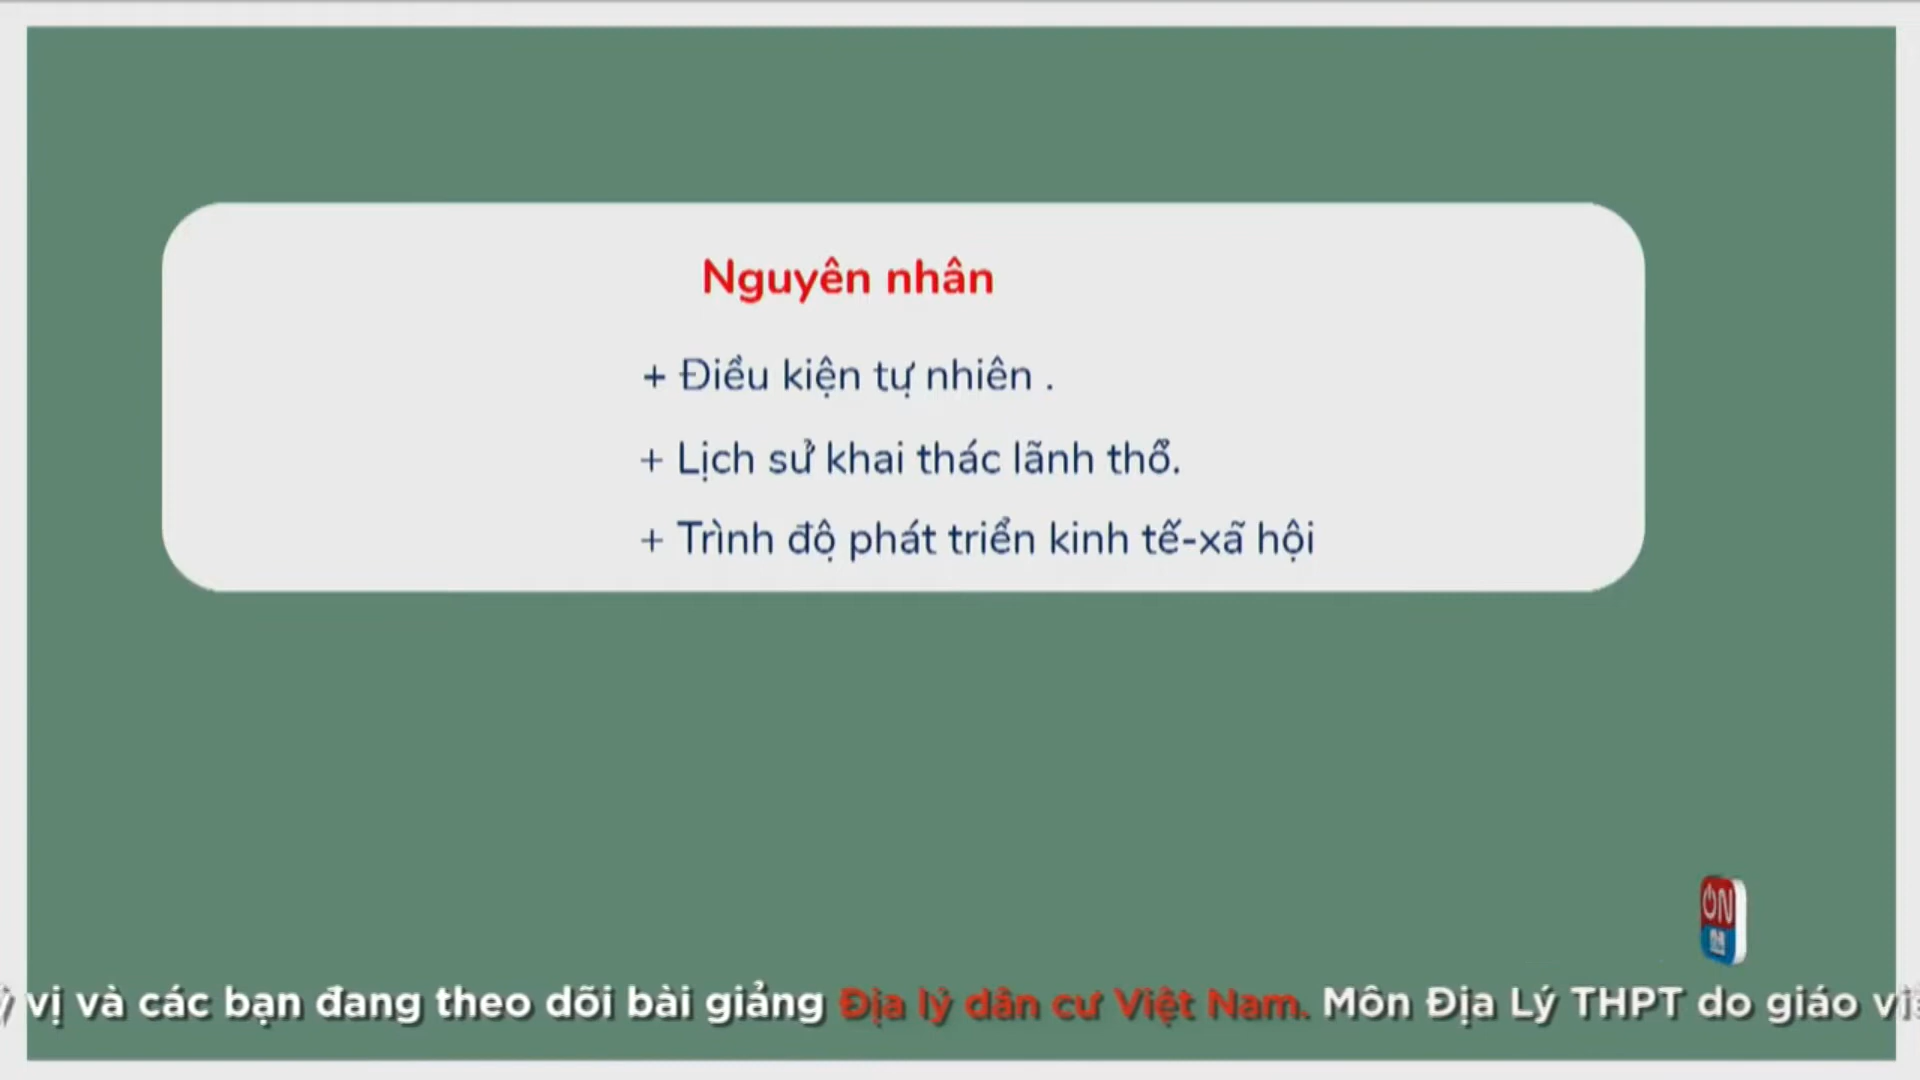 Nguyên nhân
+ Điều kiện tự nhiên .
+ Lịch sử khai thác lãnh thổ.
+ Trình độ phát triển kinh tế-xã hội
ON
vị và các bạn đang theo dõi bài giảng Địa lý dân cư Việt Nam. Môn Địa Lý THPT do giáo